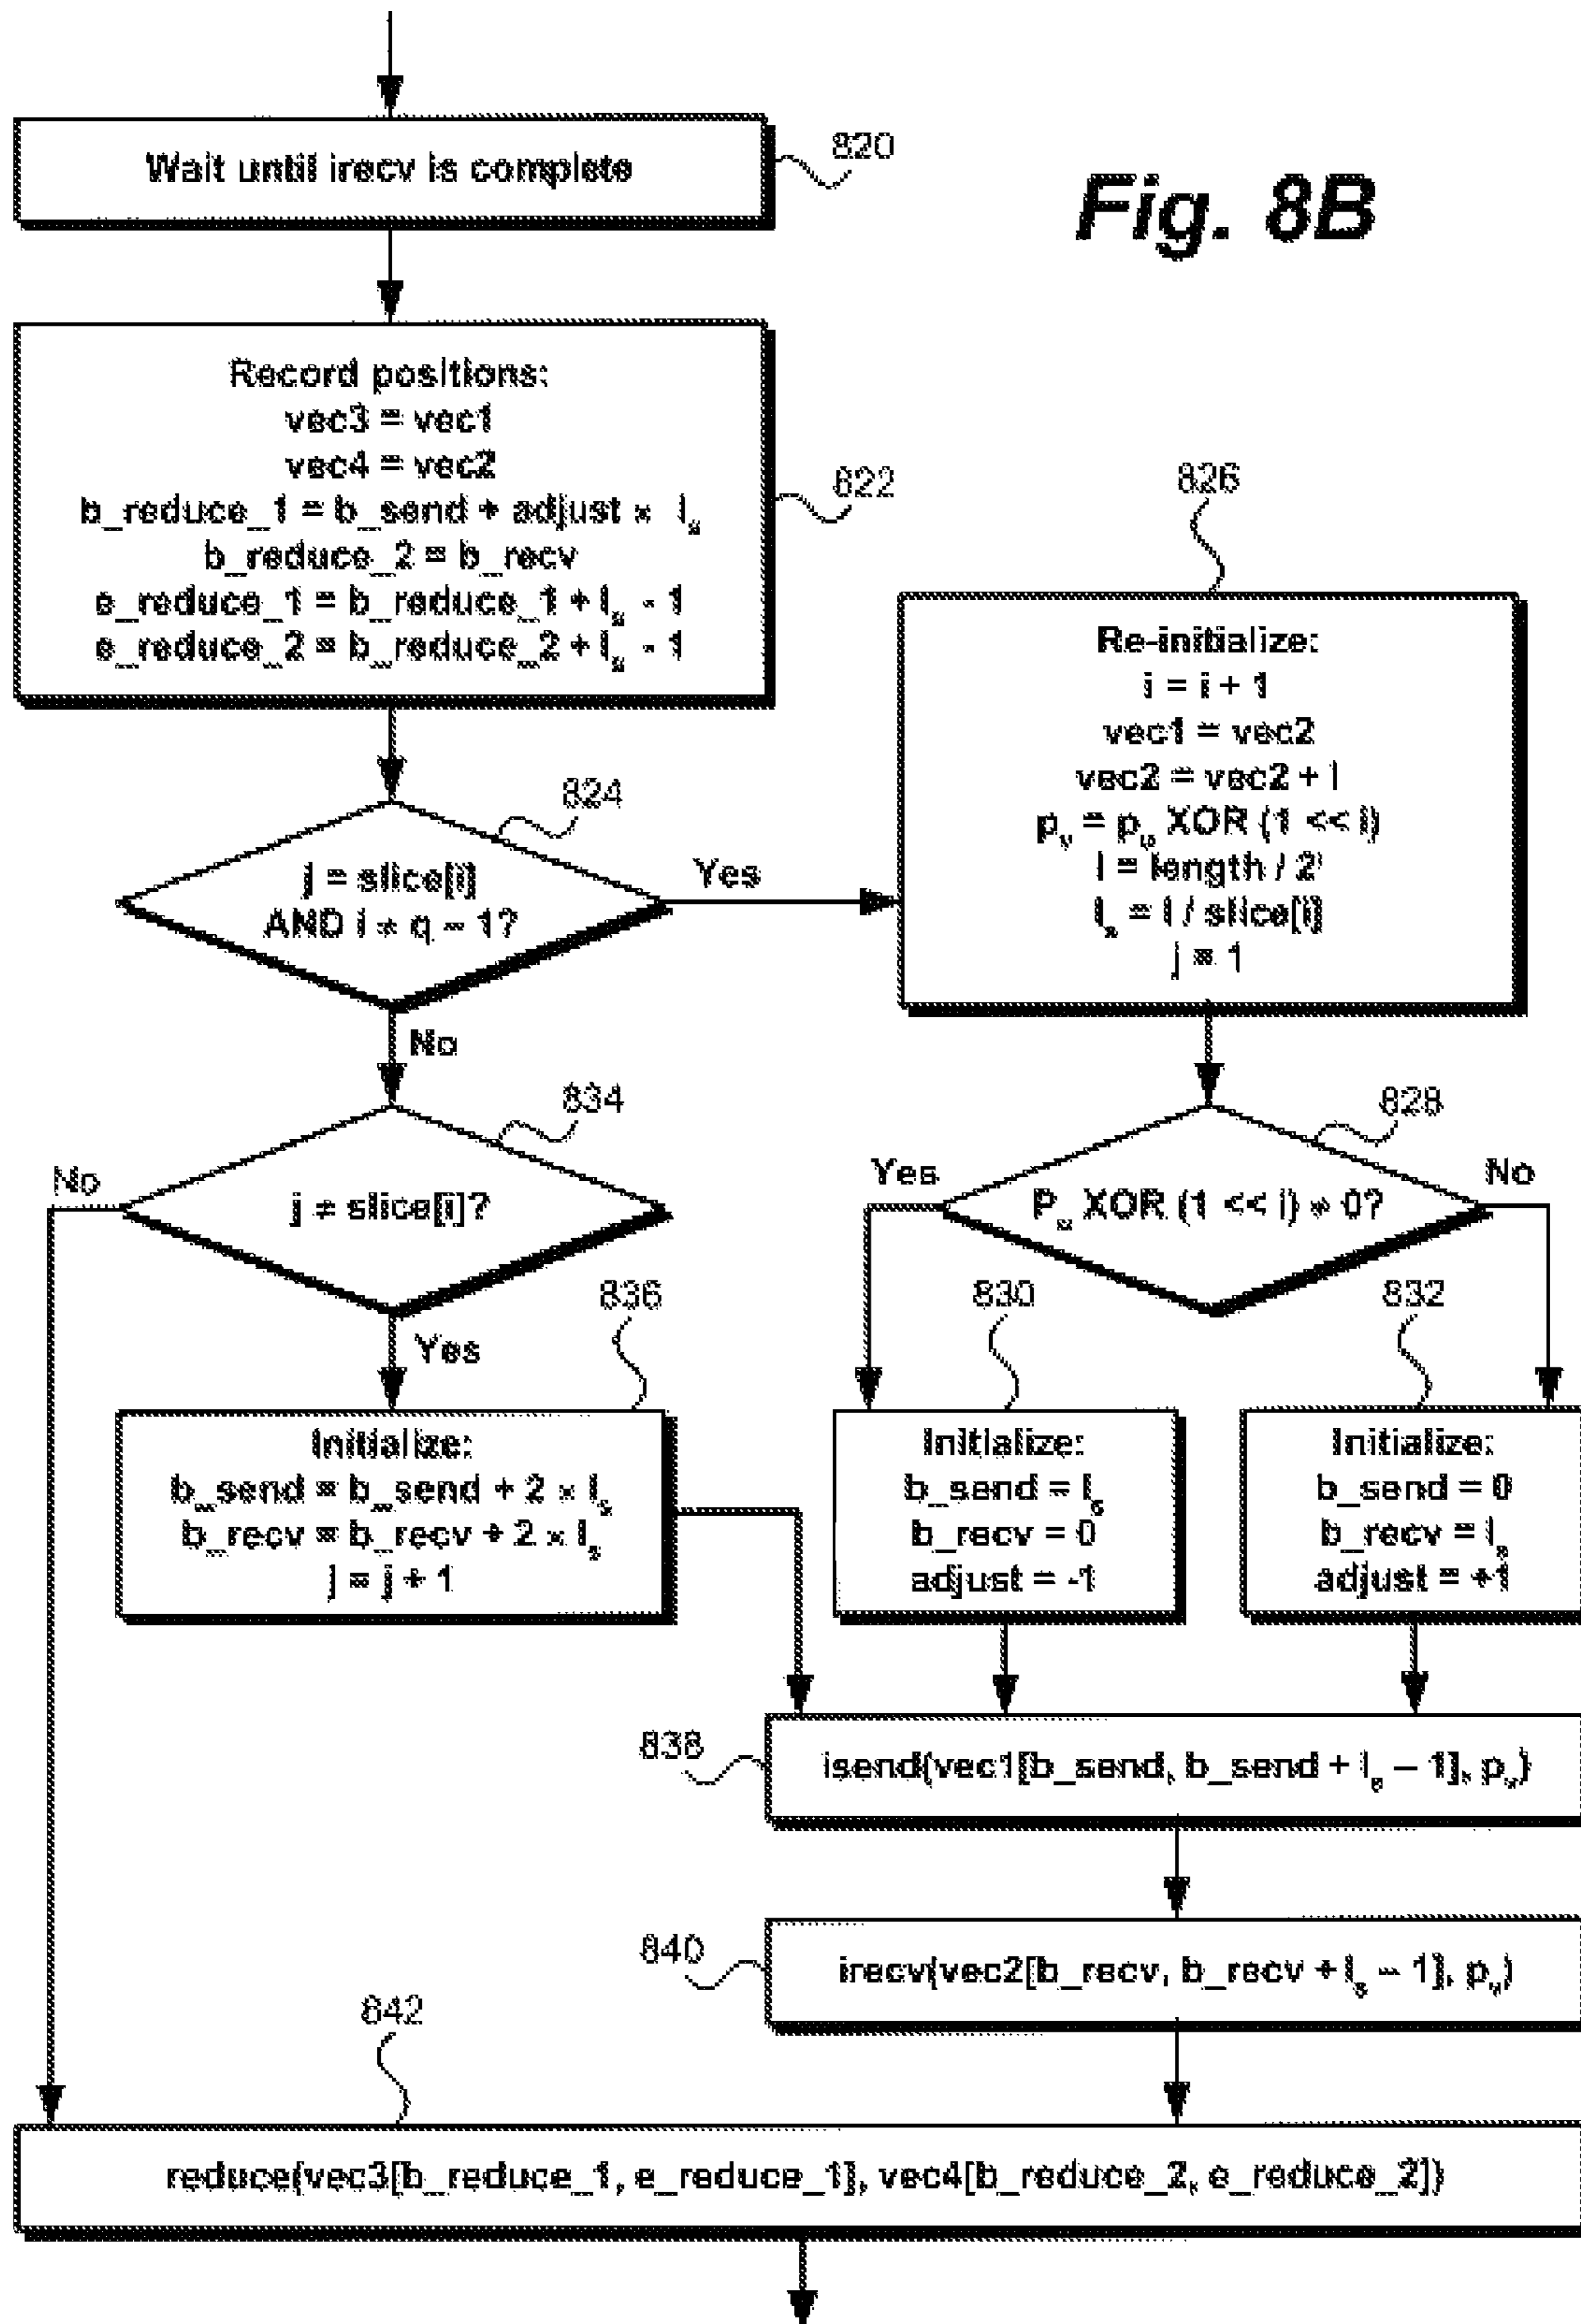 Fig. 8B
Wait until irecv is complete
820
Record positions:
vec3 = vec1
vec4 = vec2
b_reduce_1 = b_send + adjust × l_s
b_reduce_2 = b_recv
e_reduce_1 = b_reduce_1 + l_s - 1
e_reduce_2 = b_reduce_2 + l_s - 1
822
824
j = slice[i]
AND i ≠ q – 1?
Yes
No
826
Re-initialize:
i = i + 1
vec1 = vec2
vec2 = vec2 + l
p_v = p_u XOR (1 << i)
l = length / 2^i
l_s = l / slice[i]
j = 1
834
j ≠ slice[i]?
No
Yes
828
P_u XOR (1 << i) = 0?
Yes
No
836
Initialize:
b_send = b_send + 2 × l_s
b_recv = b_recv + 2 × l_s
j = j + 1
830
Initialize:
b_send = l_s
b_recv = 0
adjust = -1
832
Initialize:
b_send = 0
b_recv = l_s
adjust = +1
838
isend(vec1[b_send, b_send + l_s – 1], p_v)
840
irecv(vec2[b_recv, b_recv + l_s – 1], p_v)
842
reduce(vec3[b_reduce_1, e_reduce_1], vec4[b_reduce_2, e_reduce_2])